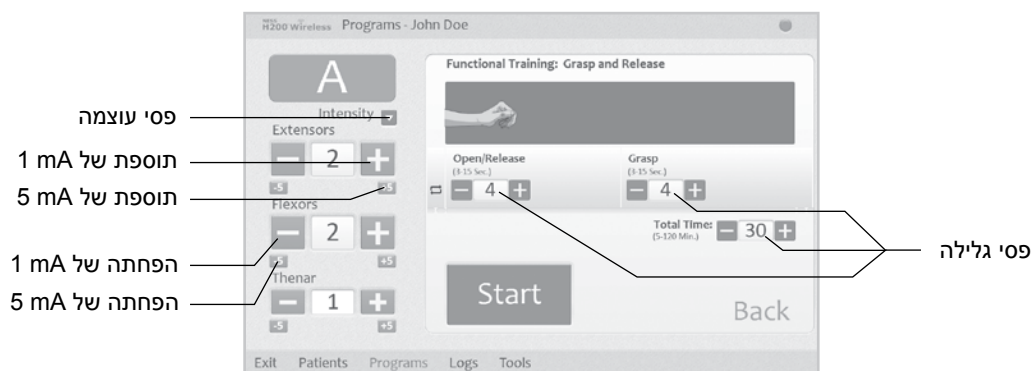 H200 Wireless Programs - John Doe
A
Functional Training: Grasp and Release
Intensity
פסי עוצמה
Extensors
2
תוספת של 1 mA
-5
+5
תוספת של 5 mA
Open/Release
(3-15 Sec.)
4
Grasp
(3-15 Sec.)
4
Flexors
2
Total Time:
(5-120 Min.)
30
פסי גלילה
הפחתה של 1 mA
-5
+5
הפחתה של 5 mA
Thenar
1
-5
+5
Start
Back
Exit Patients Programs Logs Tools